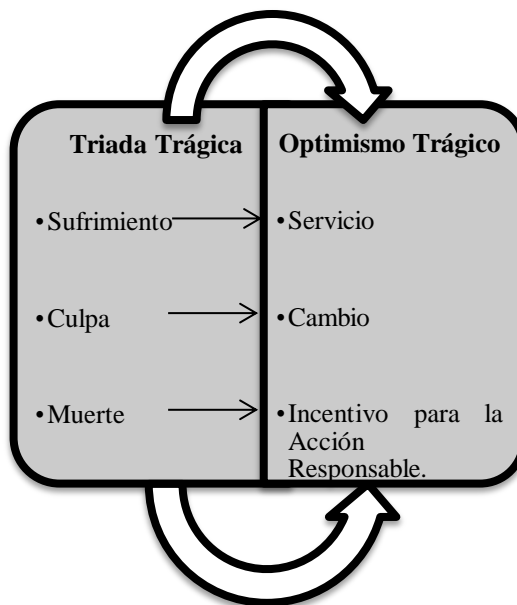 Triada Trágica
•Sufrimiento
•Culpa
•Muerte
Optimismo Trágico
•Servicio
•Cambio
•Incentivo para la
Acción
Responsable.